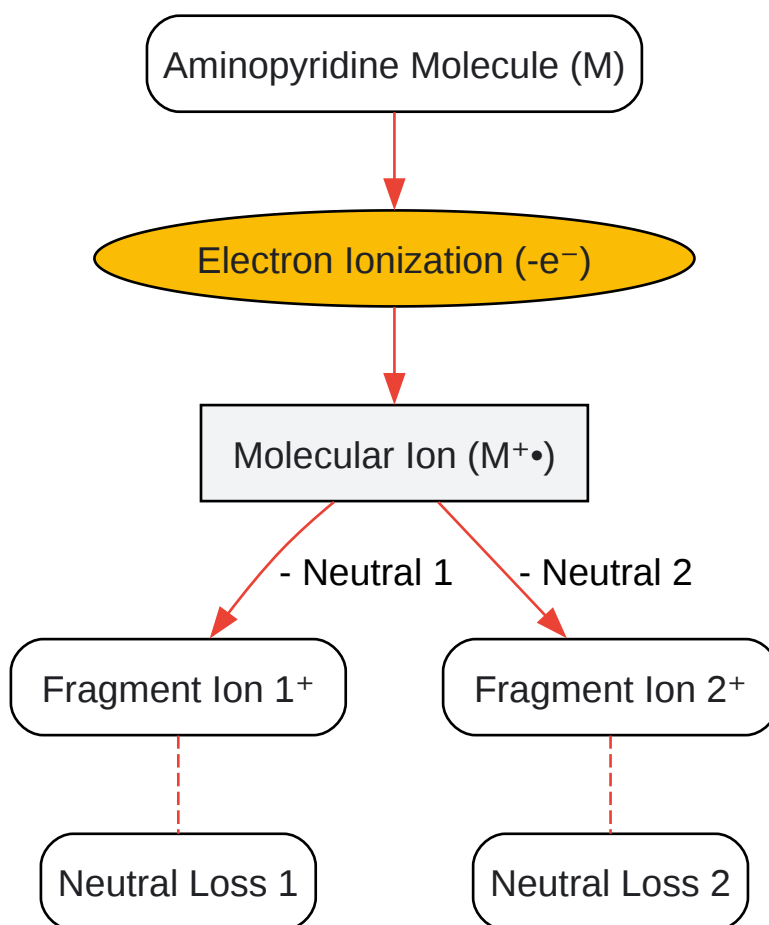 Aminopyridine Molecule (M)
Electron Ionization (-e⁻)
Molecular Ion (M⁺•)
- Neutral 1
- Neutral 2
Fragment Ion 1⁺
Fragment Ion 2⁺
Neutral Loss 1
Neutral Loss 2